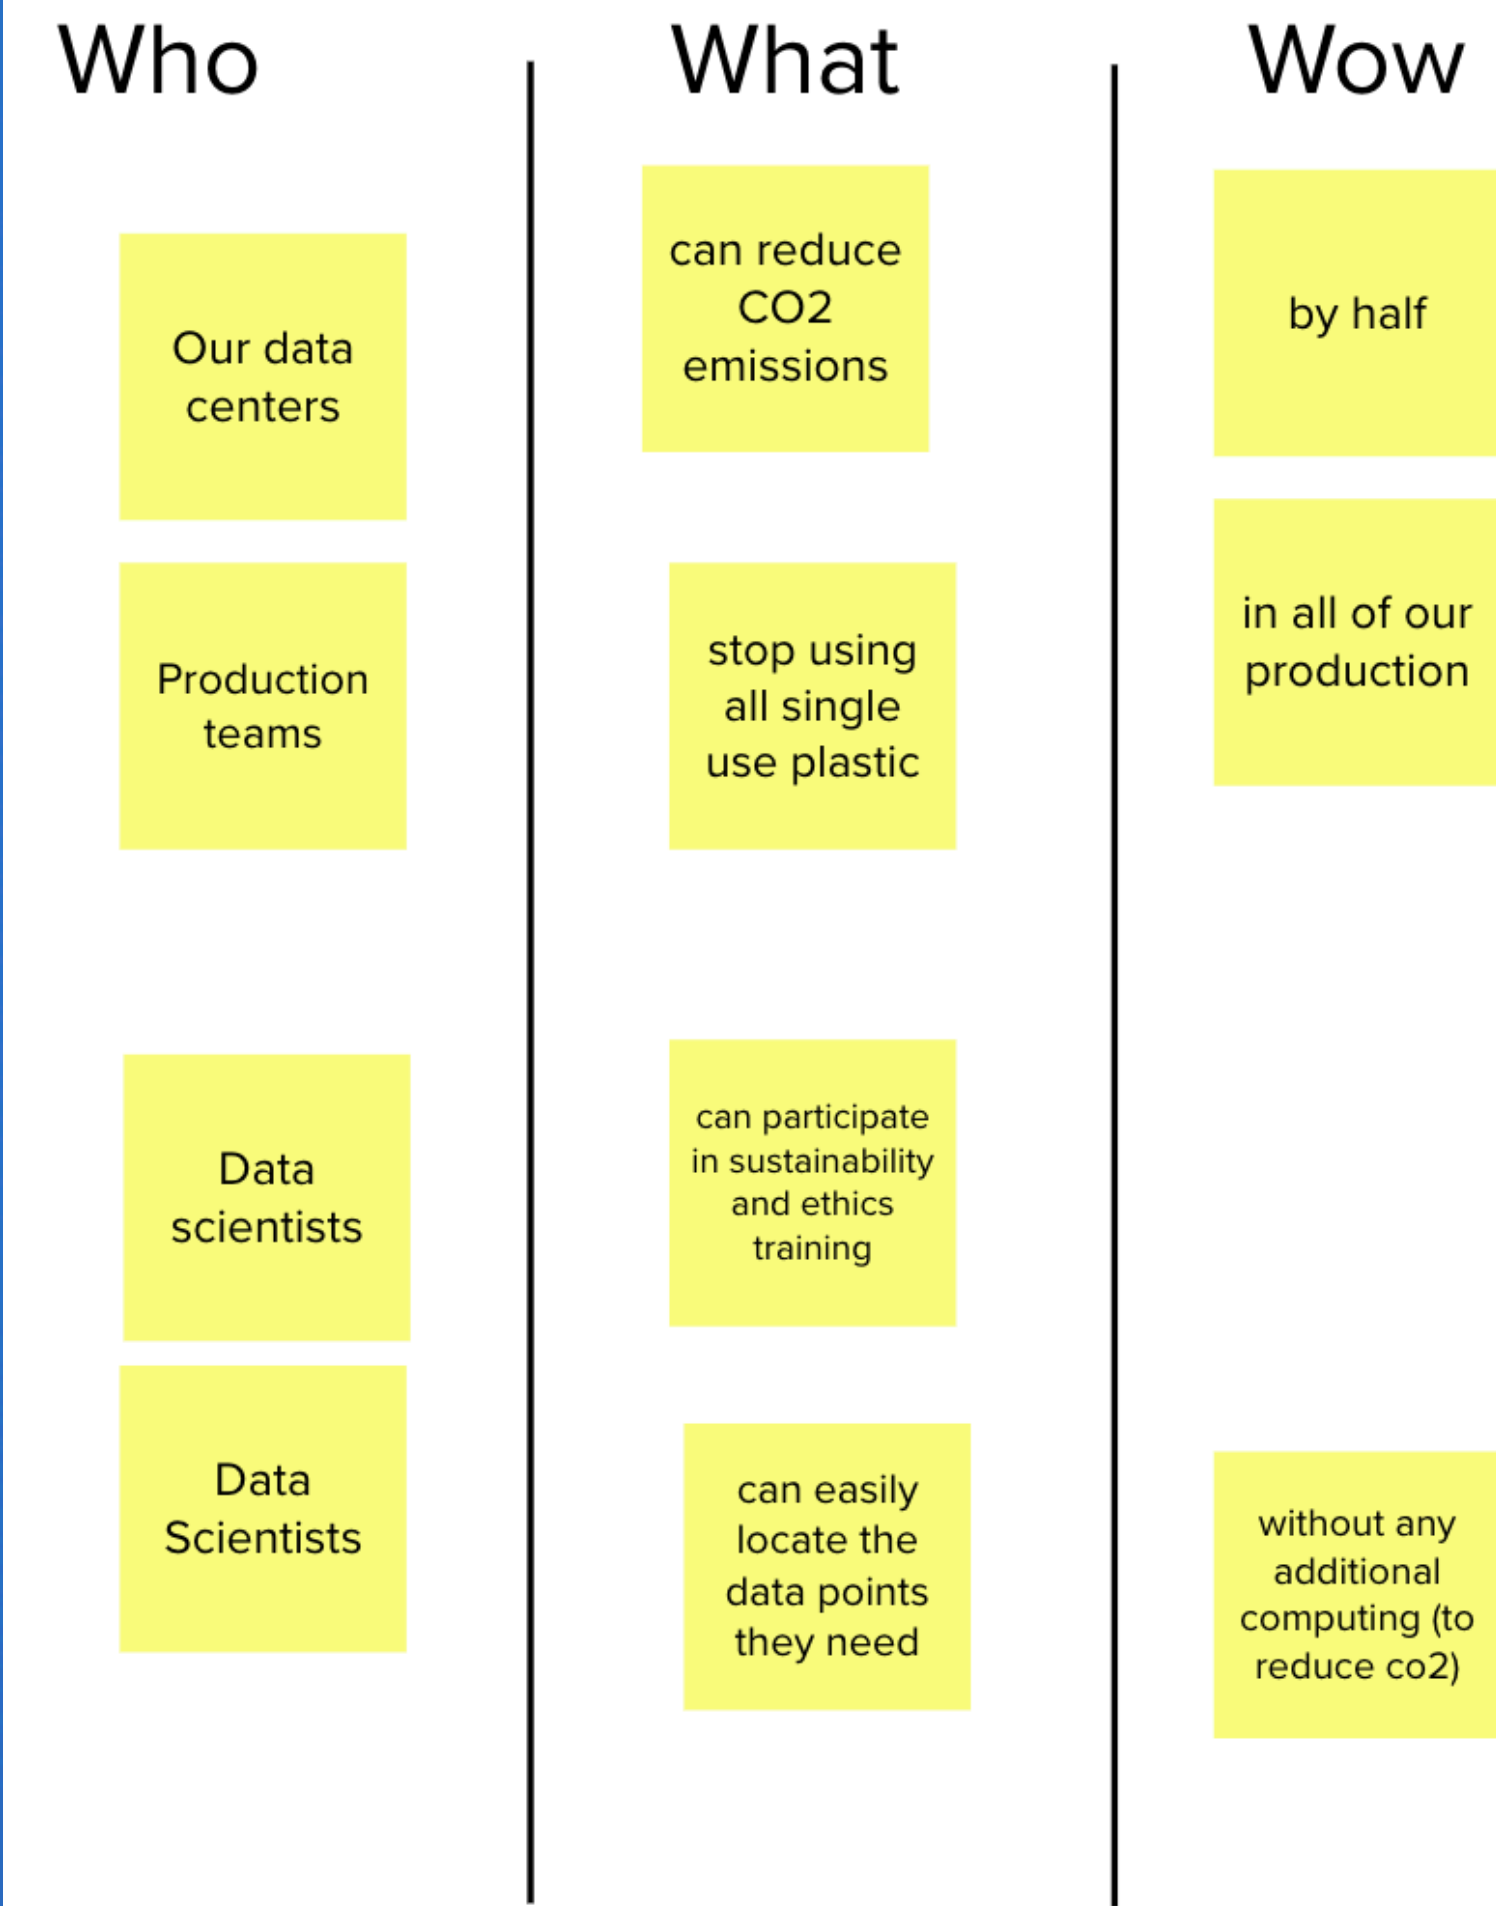 Who
What
Wow
Our data
centers
can reduce
CO2
emissions
by half
Production
teams
stop using
all single
use plastic
in all of our
production
Data
scientists
can participate
in sustainability
and ethics
training
Data
Scientists
can easily
locate the
data points
they need
without any
additional
computing (to
reduce co2)